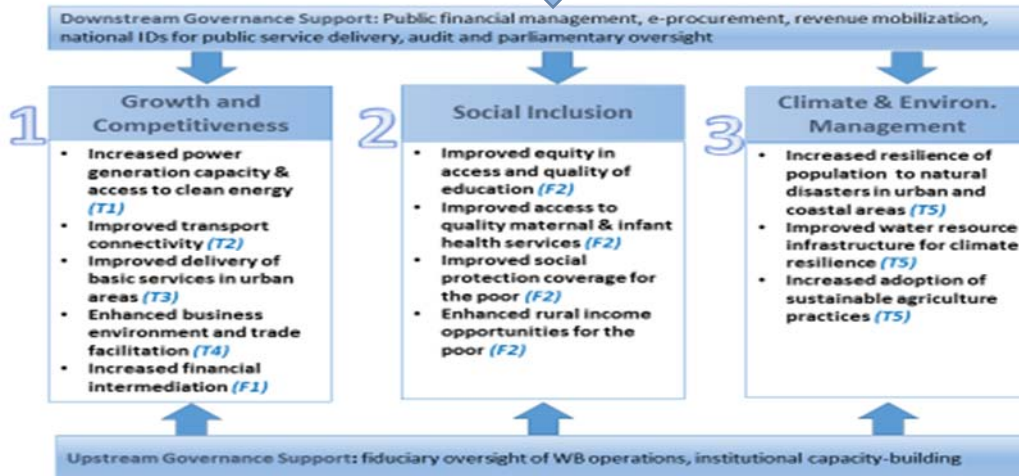 Downstream Governance Support: Public financial management, e-procurement, revenue mobilization,
national IDs for public service delivery, audit and parliamentary oversight
1
Growth and
Competitiveness
• Increased power
generation capacity &
access to clean energy
(T1)
• Improved transport
connectivity (T2)
• Improved delivery of
basic services in urban
areas (T3)
• Enhanced business
environment and trade
facilitation (T4)
• Increased financial
intermediation (F1)
2
Social Inclusion
• Improved equity in
access and quality of
education (F2)
• Improved access to
quality maternal & infant
health services (F2)
• Improved social
protection coverage for
the poor (F2)
• Enhanced rural income
opportunities for the
poor (F2)
3
Climate & Environ.
Management
• Increased resilience of
population to natural
disasters in urban and
coastal areas (T5)
• Improved water resource
infrastructure for climate
resilience (T5)
• Increased adoption of
sustainable agriculture
practices (T5)
Upstream Governance Support: fiduciary oversight of WB operations, institutional capacity-building